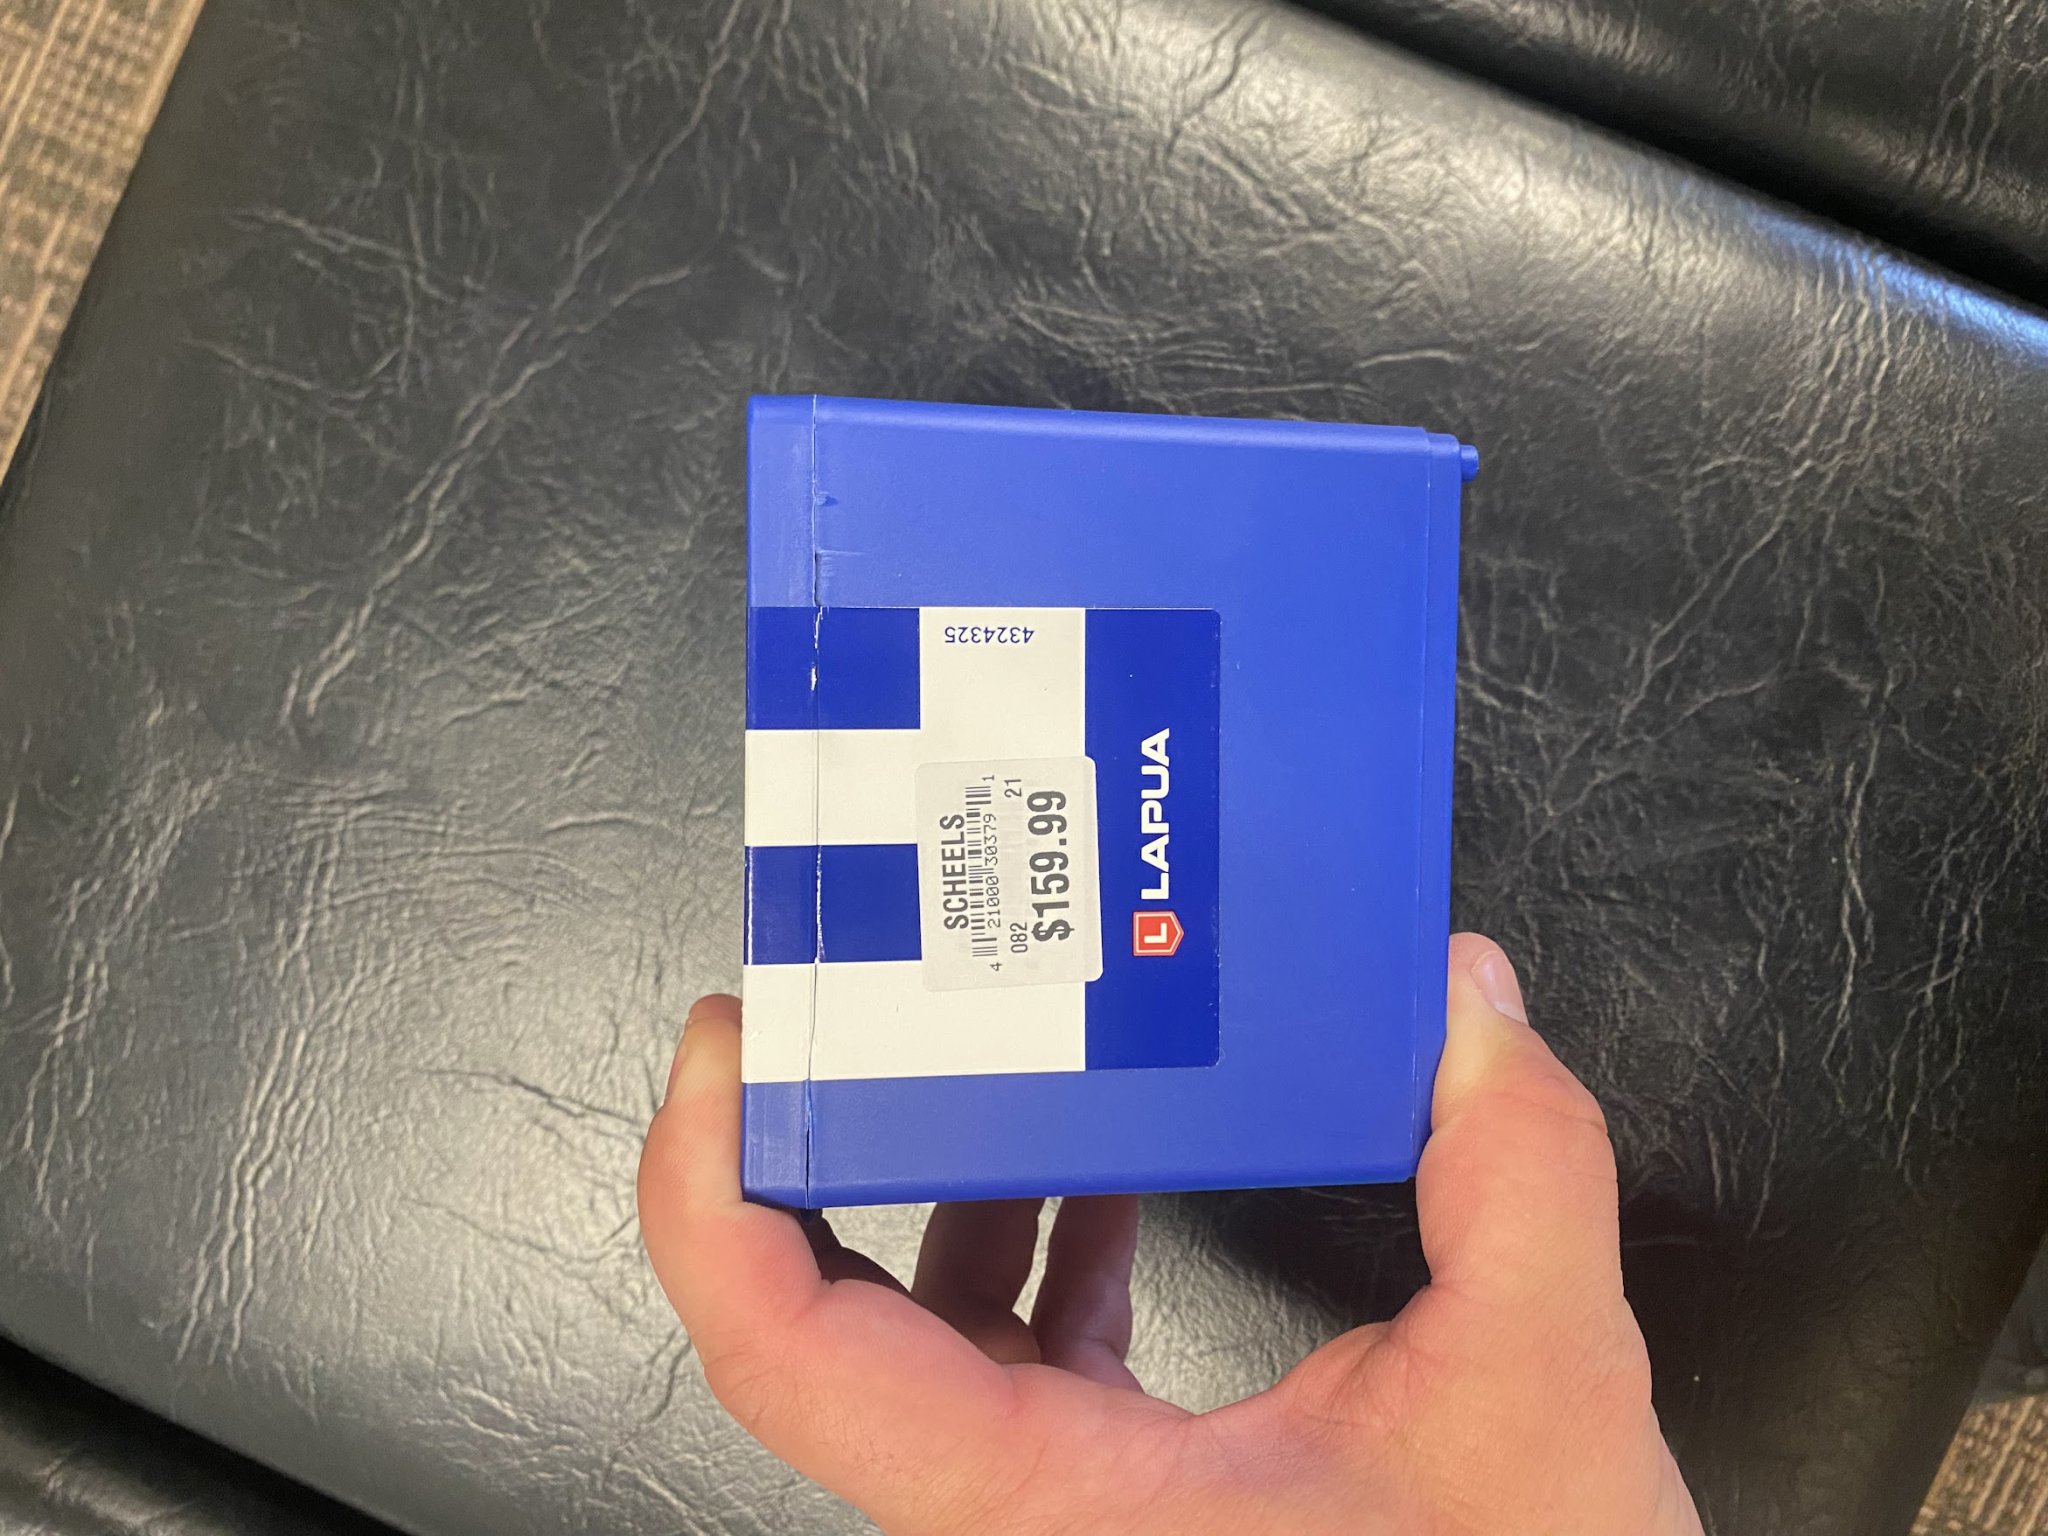 4324325
SCHEELS
4 21000 30379 1
082 21
$159.99
L LAPUA